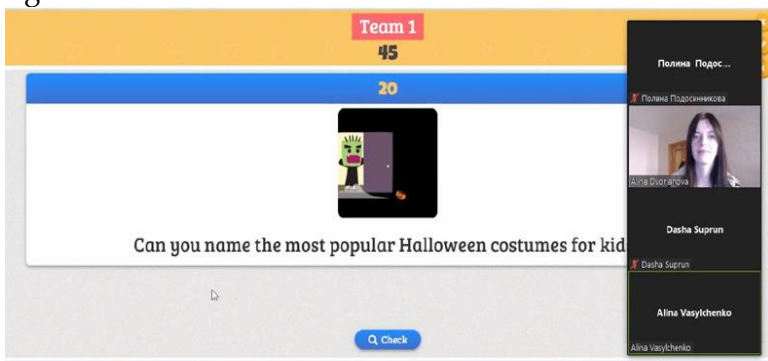 Team 1
45
20
Can you name the most popular Halloween costumes for kid
Check
Полина Подос...
Полина Подосинникова
Alina
Dasha Suprun
Dasha Suprun
Alina Vasylchenko
Alina Vasylchenko